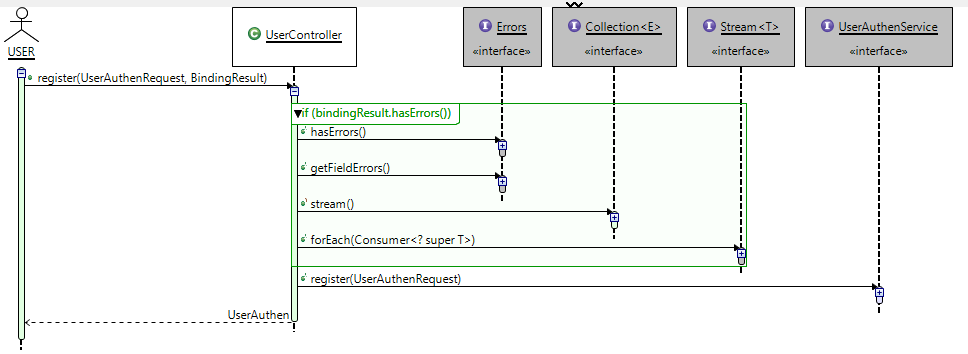 USER
C UserController
I Errors
«interface»
I Collection<E>
«interface»
I Stream<T>
«interface»
I UserAuthenService
«interface»
register(UserAuthenRequest, BindingResult)
if (bindingResult.hasErrors())
hasErrors()
getFieldErrors()
stream()
forEach(Consumer<? super T>)
register(UserAuthenRequest)
UserAuthen